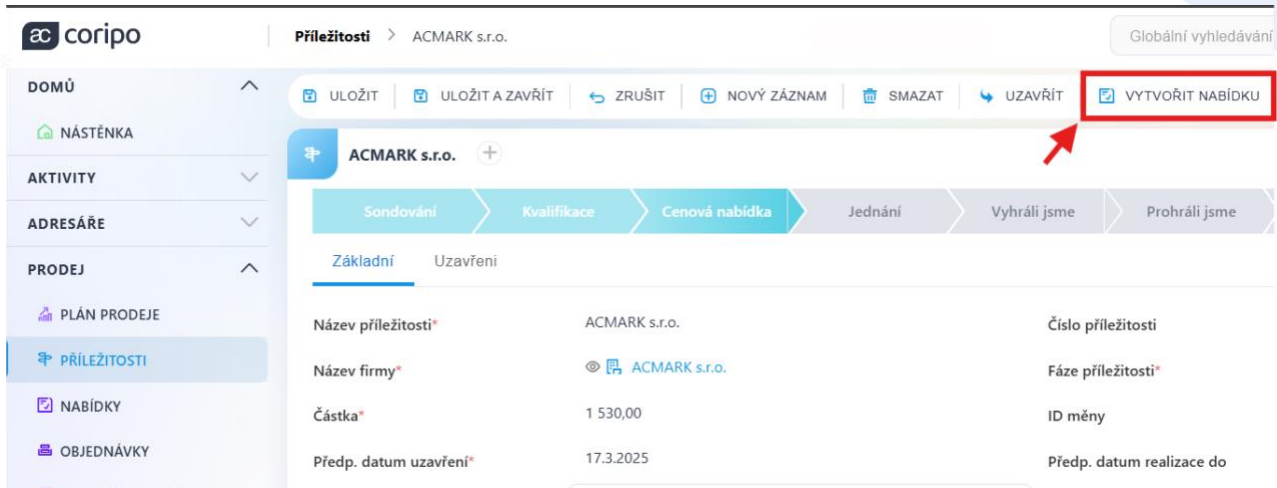 coripo
Příležitosti > ACMARK s.r.o.
Globální vyhledávání
DOMŮ
NÁSTĚNKA
AKTIVITY
ADRESÁŘE
PRODEJ
PLÁN PRODEJE
PŘÍLEŽITOSTI
NABÍDKY
OBJEDNÁVKY
ULOŽIT
ULOŽIT A ZAVŘÍT
ZRUŠIT
NOVÝ ZÁZNAM
SMAZAT
UZAVŘÍT
VYTVOŘIT NABÍDKU
ACMARK s.r.o.
Sondování
Kvalifikace
Cenová nabídka
Jednání
Vyhráli jsme
Prohráli jsme
Základní
Uzavření
Název příležitosti* ACMARK s.r.o.
Číslo příležitosti
Název firmy* ACMARK s.r.o.
Fáze příležitosti*
Částka* 1 530,00
ID měny
Předp. datum uzavření* 17.3.2025
Předp. datum realizace do